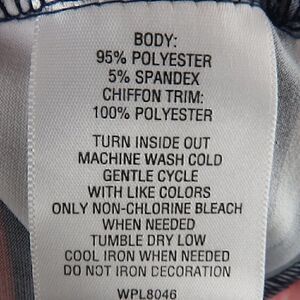 BODY:
95% POLYESTER
5% SPANDEX
CHIFFON TRIM:
100% POLYESTER
TURN INSIDE OUT
MACHINE WASH COLD
GENTLE CYCLE
WITH LIKE COLORS
ONLY NON-CHLORINE BLEACH
WHEN NEEDED
TUMBLE DRY LOW
COOL IRON WHEN NEEDED
DO NOT IRON DECORATION
WPL8046